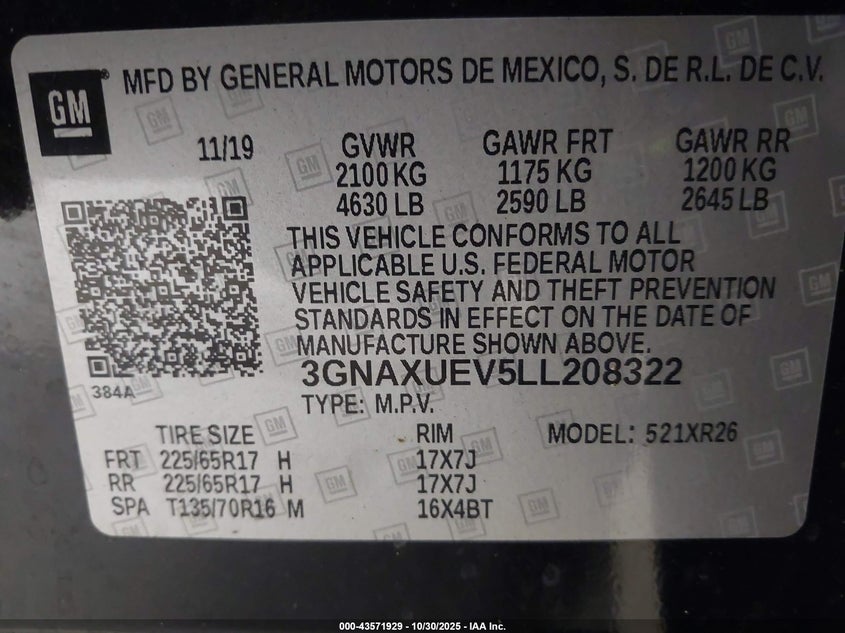 GM
MFD BY GENERAL MOTORS DE MEXICO, S. DE R.L. DE C.V.
11/19 GVWR GAWR FRT GAWR RR
2100 KG 1175 KG 1200 KG
4630 LB 2590 LB 2645 LB
THIS VEHICLE CONFORMS TO ALL
APPLICABLE U.S. FEDERAL MOTOR
VEHICLE SAFETY AND THEFT PREVENTION
STANDARDS IN EFFECT ON THE DATE OF
MANUFACTURE SHOWN ABOVE.
384A
3GNAXUEV5LL208322
TYPE: M.P.V.
TIRE SIZE RIM MODEL: 521XR26
FRT 225/65R17 H 17X7J
RR 225/65R17 H 17X7J
SPA T135/70R16 M 16X4BT
000-43571929 - 10/30/2025 - IAA Inc.